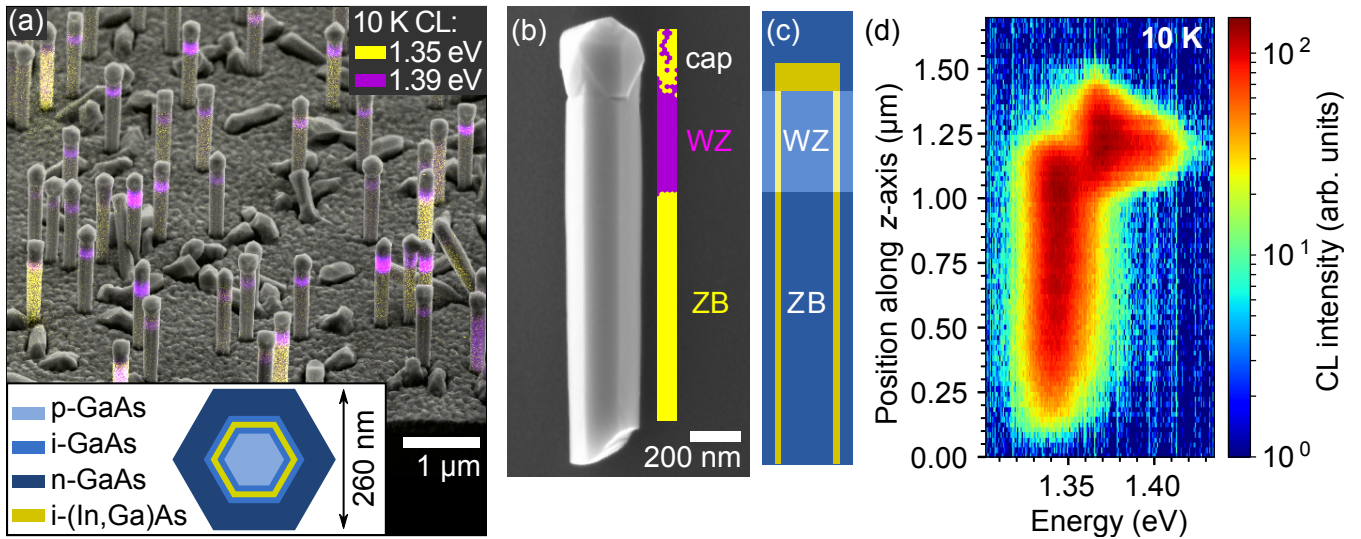 (a)
10 K CL:
1.35 eV
1.39 eV
p-GaAs
i-GaAs
n-GaAs
i-(In,Ga)As
260 nm
1 µm
(b)
cap
WZ
ZB
200 nm
(c)
WZ
ZB
(d)
10 K
Position along z-axis (µm)
1.50
1.25
1.00
0.75
0.50
0.25
0.00
1.35
1.40
Energy (eV)
10²
10¹
10⁰
CL intensity (arb. units)